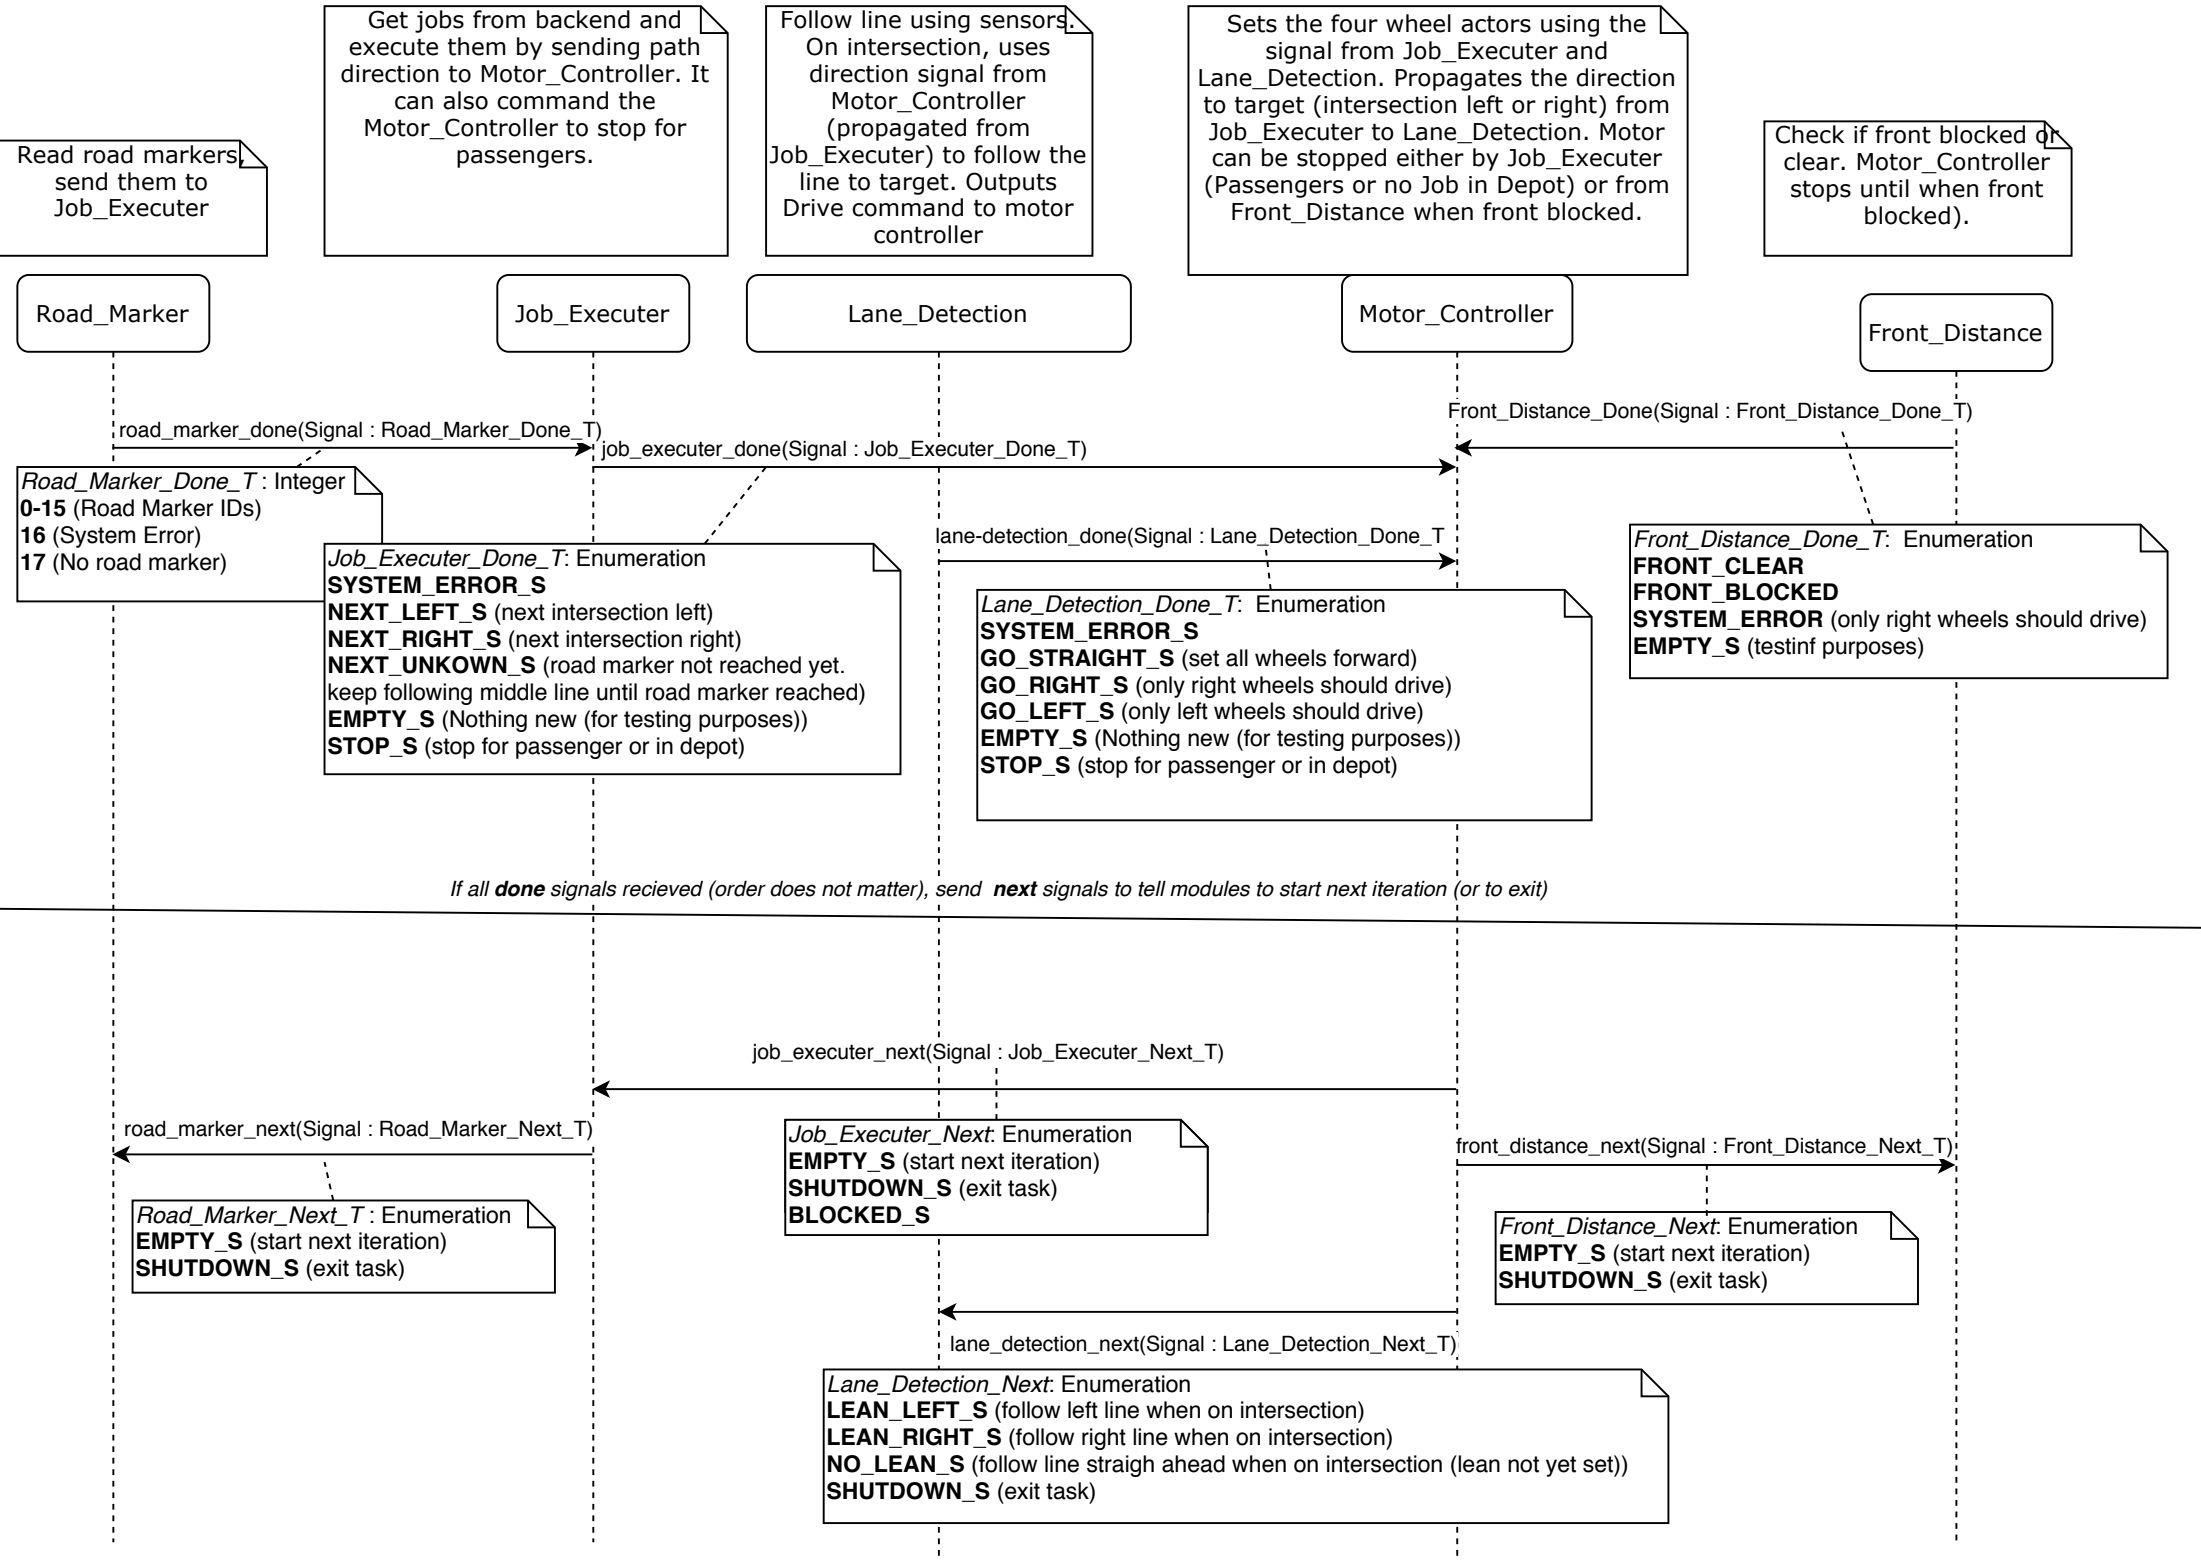 Get jobs from backend and
execute them by sending path
direction to Motor_Controller. It
can also command the
Motor_Controller to stop for
passengers.
Follow line using sensors.
On intersection, uses
direction signal from
Motor_Controller
(propagated from
Job_Executer) to follow the
line to target. Outputs
Drive command to motor
controller
Sets the four wheel actors using the
signal from Job_Executer and
Lane_Detection. Propagates the direction
to target (intersection left or right) from
Job_Executer to Lane_Detection. Motor
can be stopped either by Job_Executer
(Passengers or no Job in Depot) or from
Front_Distance when front blocked.
Check if front blocked or
clear. Motor_Controller
stops until when front
blocked).
Read road markers,
send them to
Job_Executer
Road_Marker
Job_Executer
Lane_Detection
Motor_Controller
Front_Distance
road_marker_done(Signal : Road_Marker_Done_T)
job_executer_done(Signal : Job_Executer_Done_T)
Front_Distance_Done(Signal : Front_Distance_Done_T)
Road_Marker_Done_T : Integer
0-15 (Road Marker IDs)
16 (System Error)
17 (No road marker)
Job_Executer_Done_T: Enumeration
SYSTEM_ERROR_S
NEXT_LEFT_S (next intersection left)
NEXT_RIGHT_S (next intersection right)
NEXT_UNKOWN_S (road marker not reached yet.
keep following middle line until road marker reached)
EMPTY_S (Nothing new (for testing purposes))
STOP_S (stop for passenger or in depot)
lane-detection_done(Signal : Lane_Detection_Done_T
Lane_Detection_Done_T:  Enumeration
SYSTEM_ERROR_S
GO_STRAIGHT_S (set all wheels forward)
GO_RIGHT_S (only right wheels should drive)
GO_LEFT_S (only left wheels should drive)
EMPTY_S (Nothing new (for testing purposes))
STOP_S (stop for passenger or in depot)
Front_Distance_Done_T:  Enumeration
FRONT_CLEAR
FRONT_BLOCKED
SYSTEM_ERROR (only right wheels should drive)
EMPTY_S (testinf purposes)
If all done signals recieved (order does not matter), send  next signals to tell modules to start next iteration (or to exit)
job_executer_next(Signal : Job_Executer_Next_T)
road_marker_next(Signal : Road_Marker_Next_T)
Job_Executer_Next: Enumeration
EMPTY_S (start next iteration)
SHUTDOWN_S (exit task)
BLOCKED_S
front_distance_next(Signal : Front_Distance_Next_T)
Road_Marker_Next_T : Enumeration
EMPTY_S (start next iteration)
SHUTDOWN_S (exit task)
Front_Distance_Next: Enumeration
EMPTY_S (start next iteration)
SHUTDOWN_S (exit task)
lane_detection_next(Signal : Lane_Detection_Next_T)
Lane_Detection_Next: Enumeration
LEAN_LEFT_S (follow left line when on intersection)
LEAN_RIGHT_S (follow right line when on intersection)
NO_LEAN_S (follow line straigh ahead when on intersection (lean not yet set))
SHUTDOWN_S (exit task)